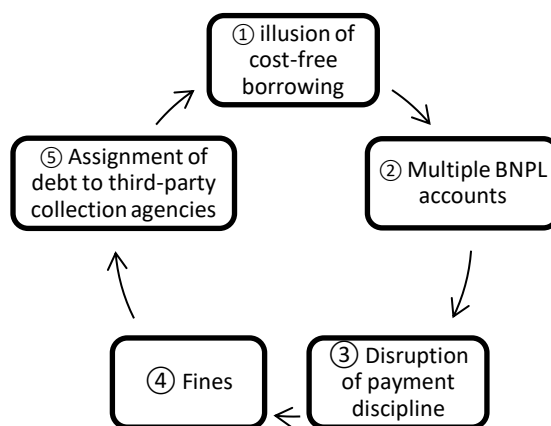 ① illusion of
cost-free
borrowing
② Multiple BNPL
accounts
③ Disruption
of payment
discipline
④ Fines
⑤ Assignment of
debt to third-party
collection agencies